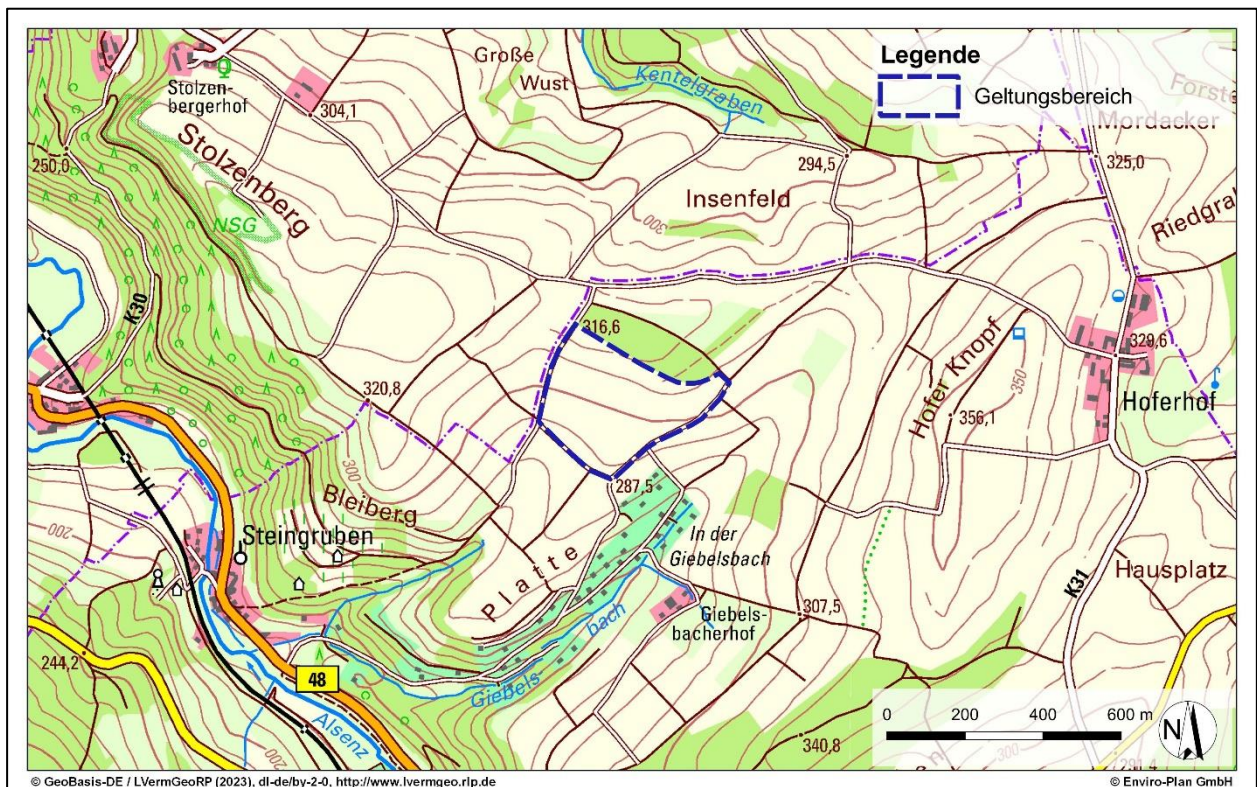 Legende
Geltungsbereich
Große
Wust
Kentelgraben
Stolzen-
bergerhof
304,1
Stolzenberg
250,0
NSG
K30
294,5
Insenfeld
300
Mordacker
325,0
316,6
320,8
Hofer Knopf
350
356,1
329,6
Hoferhof
300
Bleiberg
287,5
200
Steingruben
Platte
In der
Giebelsbach
Giebels-
bacherhof
307,5
K31
Hausplatz
244,2
48
Giebels-
bach
Alsenz
200
340,8
300
0 200 400 600 m
N
© GeoBasis-DE / LVermGeoRP (2023), dl-de/by-2-0, http://www.lvermgeo.rlp.de
© Enviro-Plan GmbH